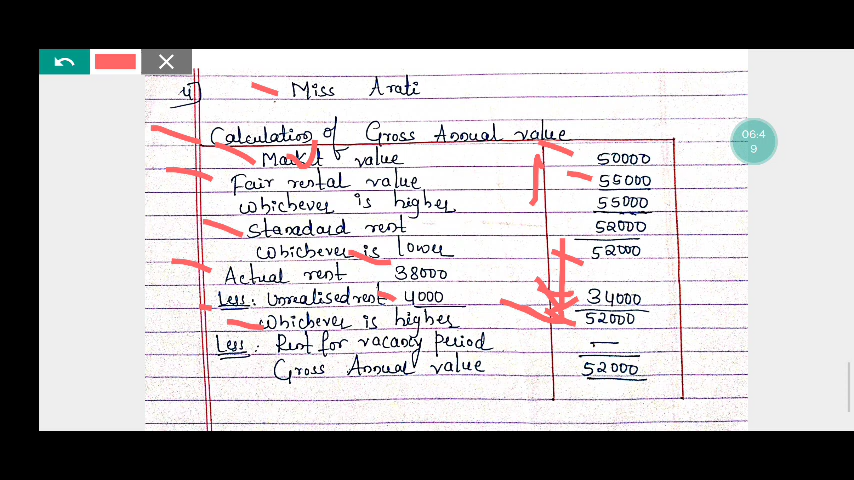 4) Miss Arati
Calculation of Gross Annual value
Market value 50000
Fair rental value 55000
whichever is higher 55000
Standard rent 52000
whichever is lower 52000
Actual rent 38000
Less: Unrealised rent 4000 34000
whichever is higher 52000
Less: Rent for vacancy period —
Gross Annual value 52000
06:49